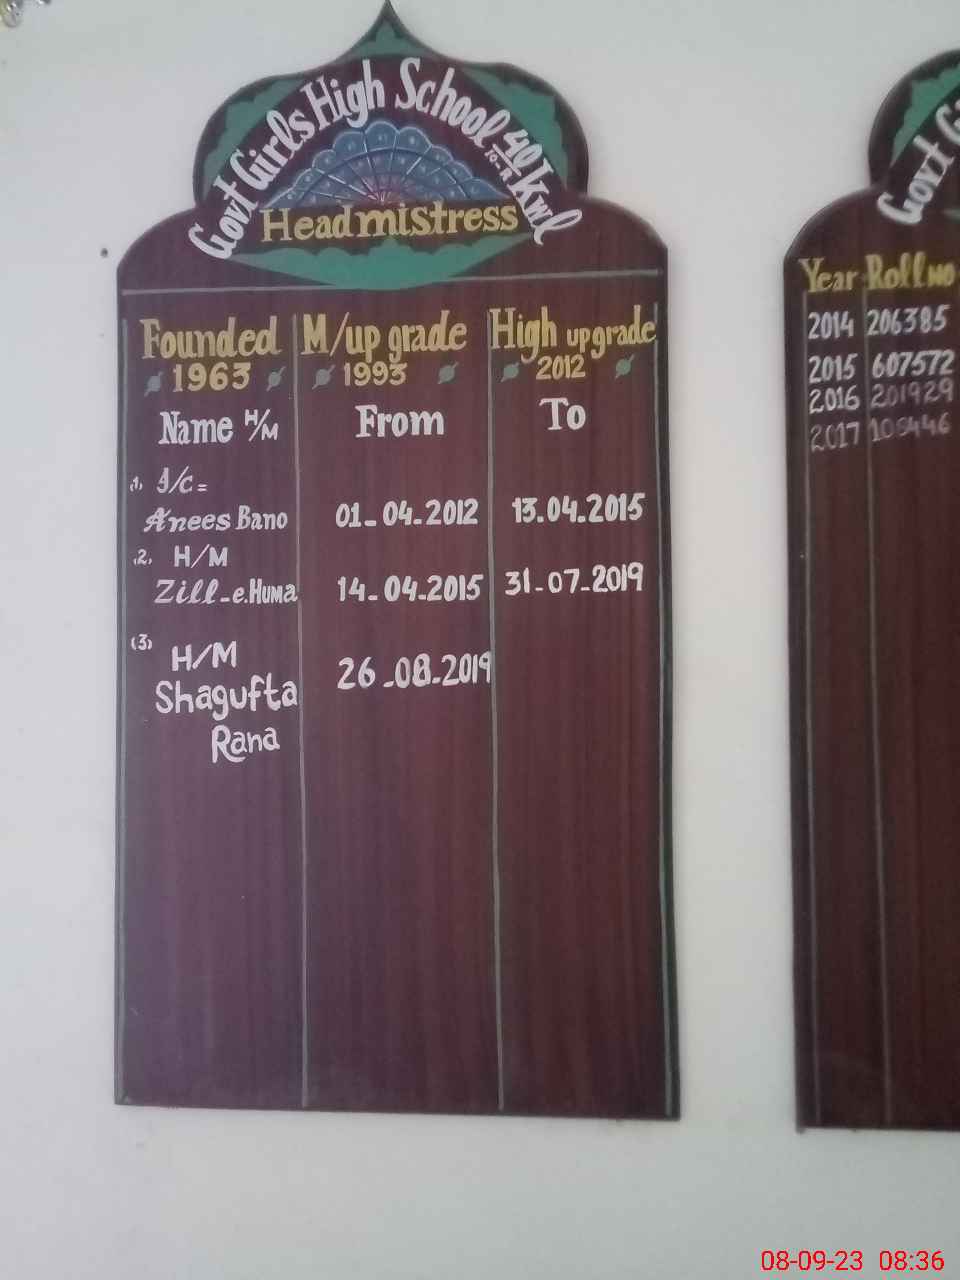 Govt Girls High School 40/10-R Kwl
Headmistress
Founded M/up grade High upgrade
1963 1993 2012
Name H/M From To
(1) I/C =
Anees Bano 01-04-2012 13.04.2015
(2) H/M
Zill-e.Huma 14-04-2015 31-07-2019
(3) H/M
Shagufta 26-08-2019
Rana
Govt
Year Roll no
2014 206385
2015 607572
2016 201929
2017
08-09-23 08:36